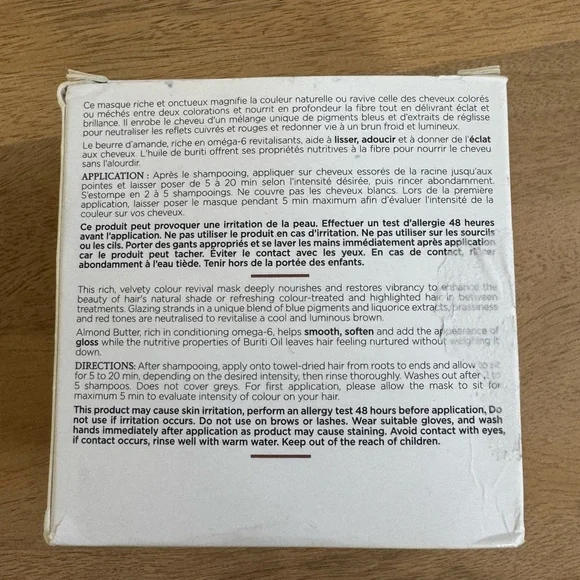 Ce masque riche et onctueux magnifie la couleur naturelle ou ravive celle des cheveux colorés
ou méchés entre deux colorations et nourrit en profondeur la fibre tout en délivrant éclat et
brillance. Il enrobe le cheveu d'un mélange unique de pigments bleus et d'extraits de réglisse
pour neutraliser les reflets cuivrés et rouges et redonner vie à un brun froid et lumineux.
Le beurre d'amande, riche en oméga-6 revitalisants, aide à lisser, adoucir et à donner de l'éclat
aux cheveux. L'huile de buriti offre ses propriétés nutritives à la fibre pour nourrir le cheveu
sans l'alourdir.
APPLICATION : Après le shampooing, appliquer sur cheveux essorés de la racine jusqu'aux
pointes et laisser poser de 5 à 20 min selon l'intensité désirée, puis rincer abondamment.
S'estompe en 2 à 5 shampooings. Ne couvre pas les cheveux blancs. Lors de la première
application, laisser poser le masque pendant 5 min maximum afin d'évaluer l'intensité de la
couleur sur vos cheveux.
Ce produit peut provoquer une irritation de la peau. Effectuer un test d'allergie 48 heures
avant l'application. Ne pas utiliser le produit en cas d'irritation. Ne pas utiliser sur les sourcils
ou les cils. Porter des gants appropriés et se laver les mains immédiatement après application
car le produit peut tacher. Éviter le contact avec les yeux. En cas de contact, rincer
abondamment à l'eau tiède. Tenir hors de la portée des enfants.
This rich, velvety colour revival mask deeply nourishes and restores vibrancy to enhance the
beauty of hair's natural shade or refreshing colour-treated and highlighted hair in between
treatments. Glazing strands in a unique blend of blue pigments and liquorice extracts, brassiness
and red tones are neutralised to revitalise a cool and luminous brown.
Almond Butter, rich in conditioning omega-6, helps smooth, soften and add the appearance of
gloss while the nutritive properties of Buriti Oil leaves hair feeling nurtured without weighing it
down.
DIRECTIONS: After shampooing, apply onto towel-dried hair from roots to ends and allow to sit
for 5 to 20 min, depending on the desired intensity, then rinse thoroughly. Washes out after
5 shampoos. Does not cover greys. For first application, please allow the mask to sit for
maximum 5 min to evaluate intensity of colour on your hair.
This product may cause skin irritation, perform an allergy test 48 hours before application. Do
not use if irritation occurs. Do not use on brows or lashes. Wear suitable gloves, and wash
hands immediately after application as product may cause staining. Avoid contact with eyes,
if contact occurs, rinse well with warm water. Keep out of the reach of children.